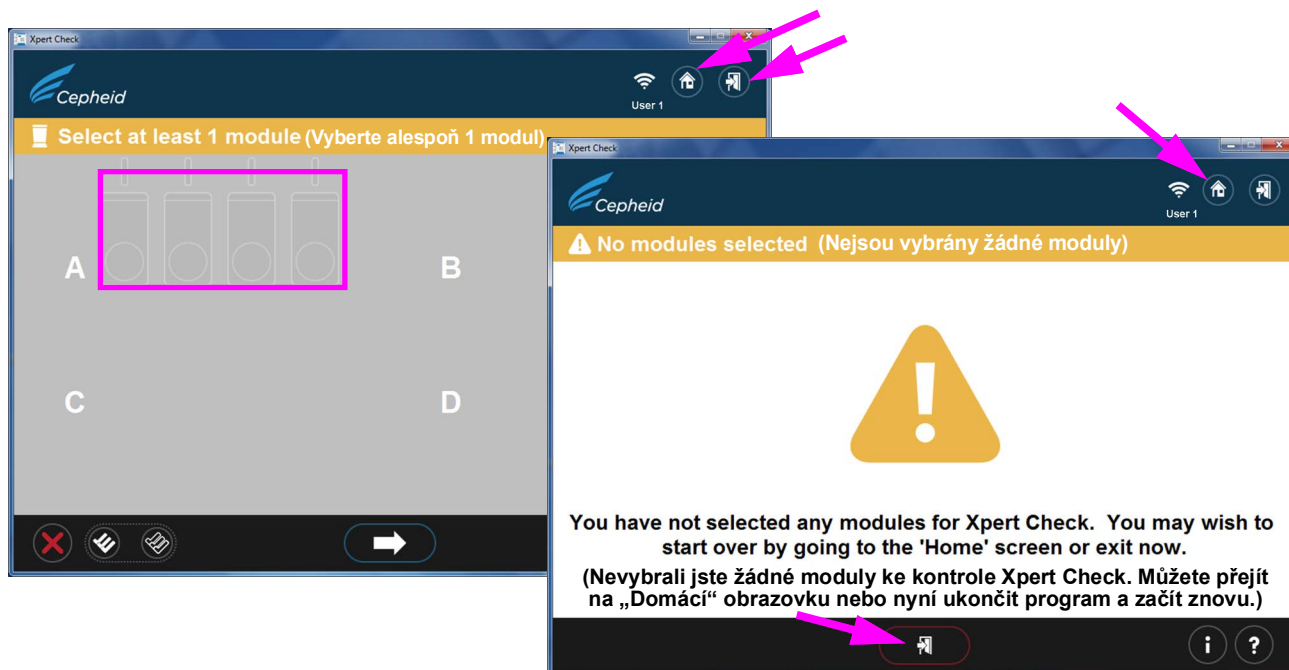 Xpert Check
Cepheid
User 1
Select at least 1 module (Vyberte alespoň 1 modul)
A
B
C
D
Xpert Check
Cepheid
User 1
No modules selected (Nejsou vybrány žádné moduly)
You have not selected any modules for Xpert Check. You may wish to
start over by going to the 'Home' screen or exit now.
(Nevybrali jste žádné moduly ke kontrole Xpert Check. Můžete přejít
na „Domácí“ obrazovku nebo nyní ukončit program a začít znovu.)
i ?